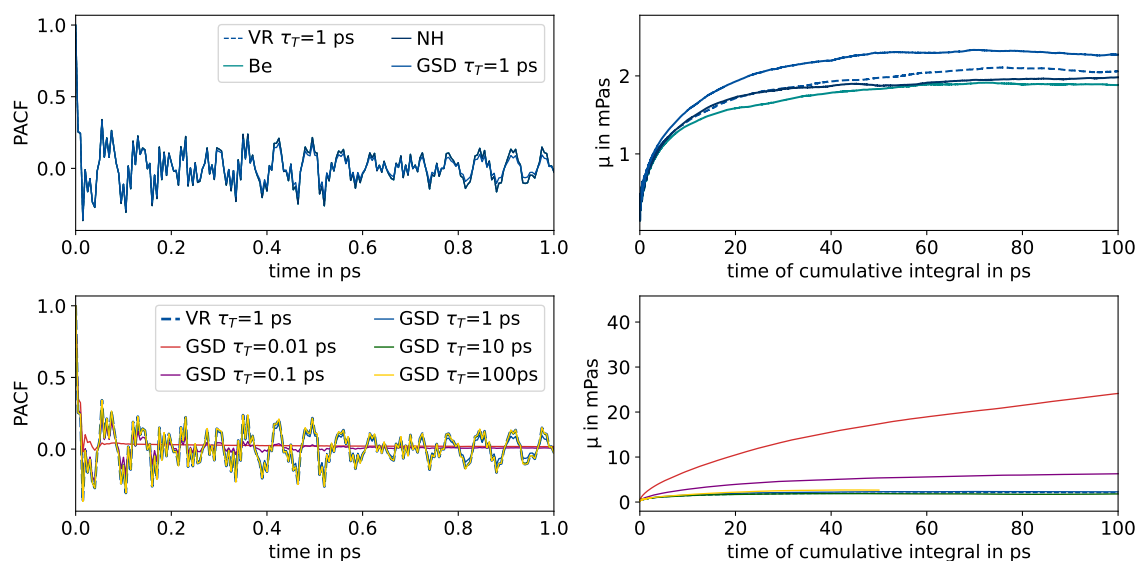 1.0
0.5
0.0
PACF
VR τT=1 ps
NH
Be
GSD τT=1 ps
0.0 0.2 0.4 0.6 0.8 1.0
time in ps
2
1
μ in mPas
0 20 40 60 80 100
time of cumulative integral in ps
1.0
0.5
0.0
PACF
VR τT=1 ps
GSD τT=1 ps
GSD τT=0.01 ps
GSD τT=10 ps
GSD τT=0.1 ps
GSD τT=100ps
0.0 0.2 0.4 0.6 0.8 1.0
time in ps
40
30
20
10
0
μ in mPas
0 20 40 60 80 100
time of cumulative integral in ps